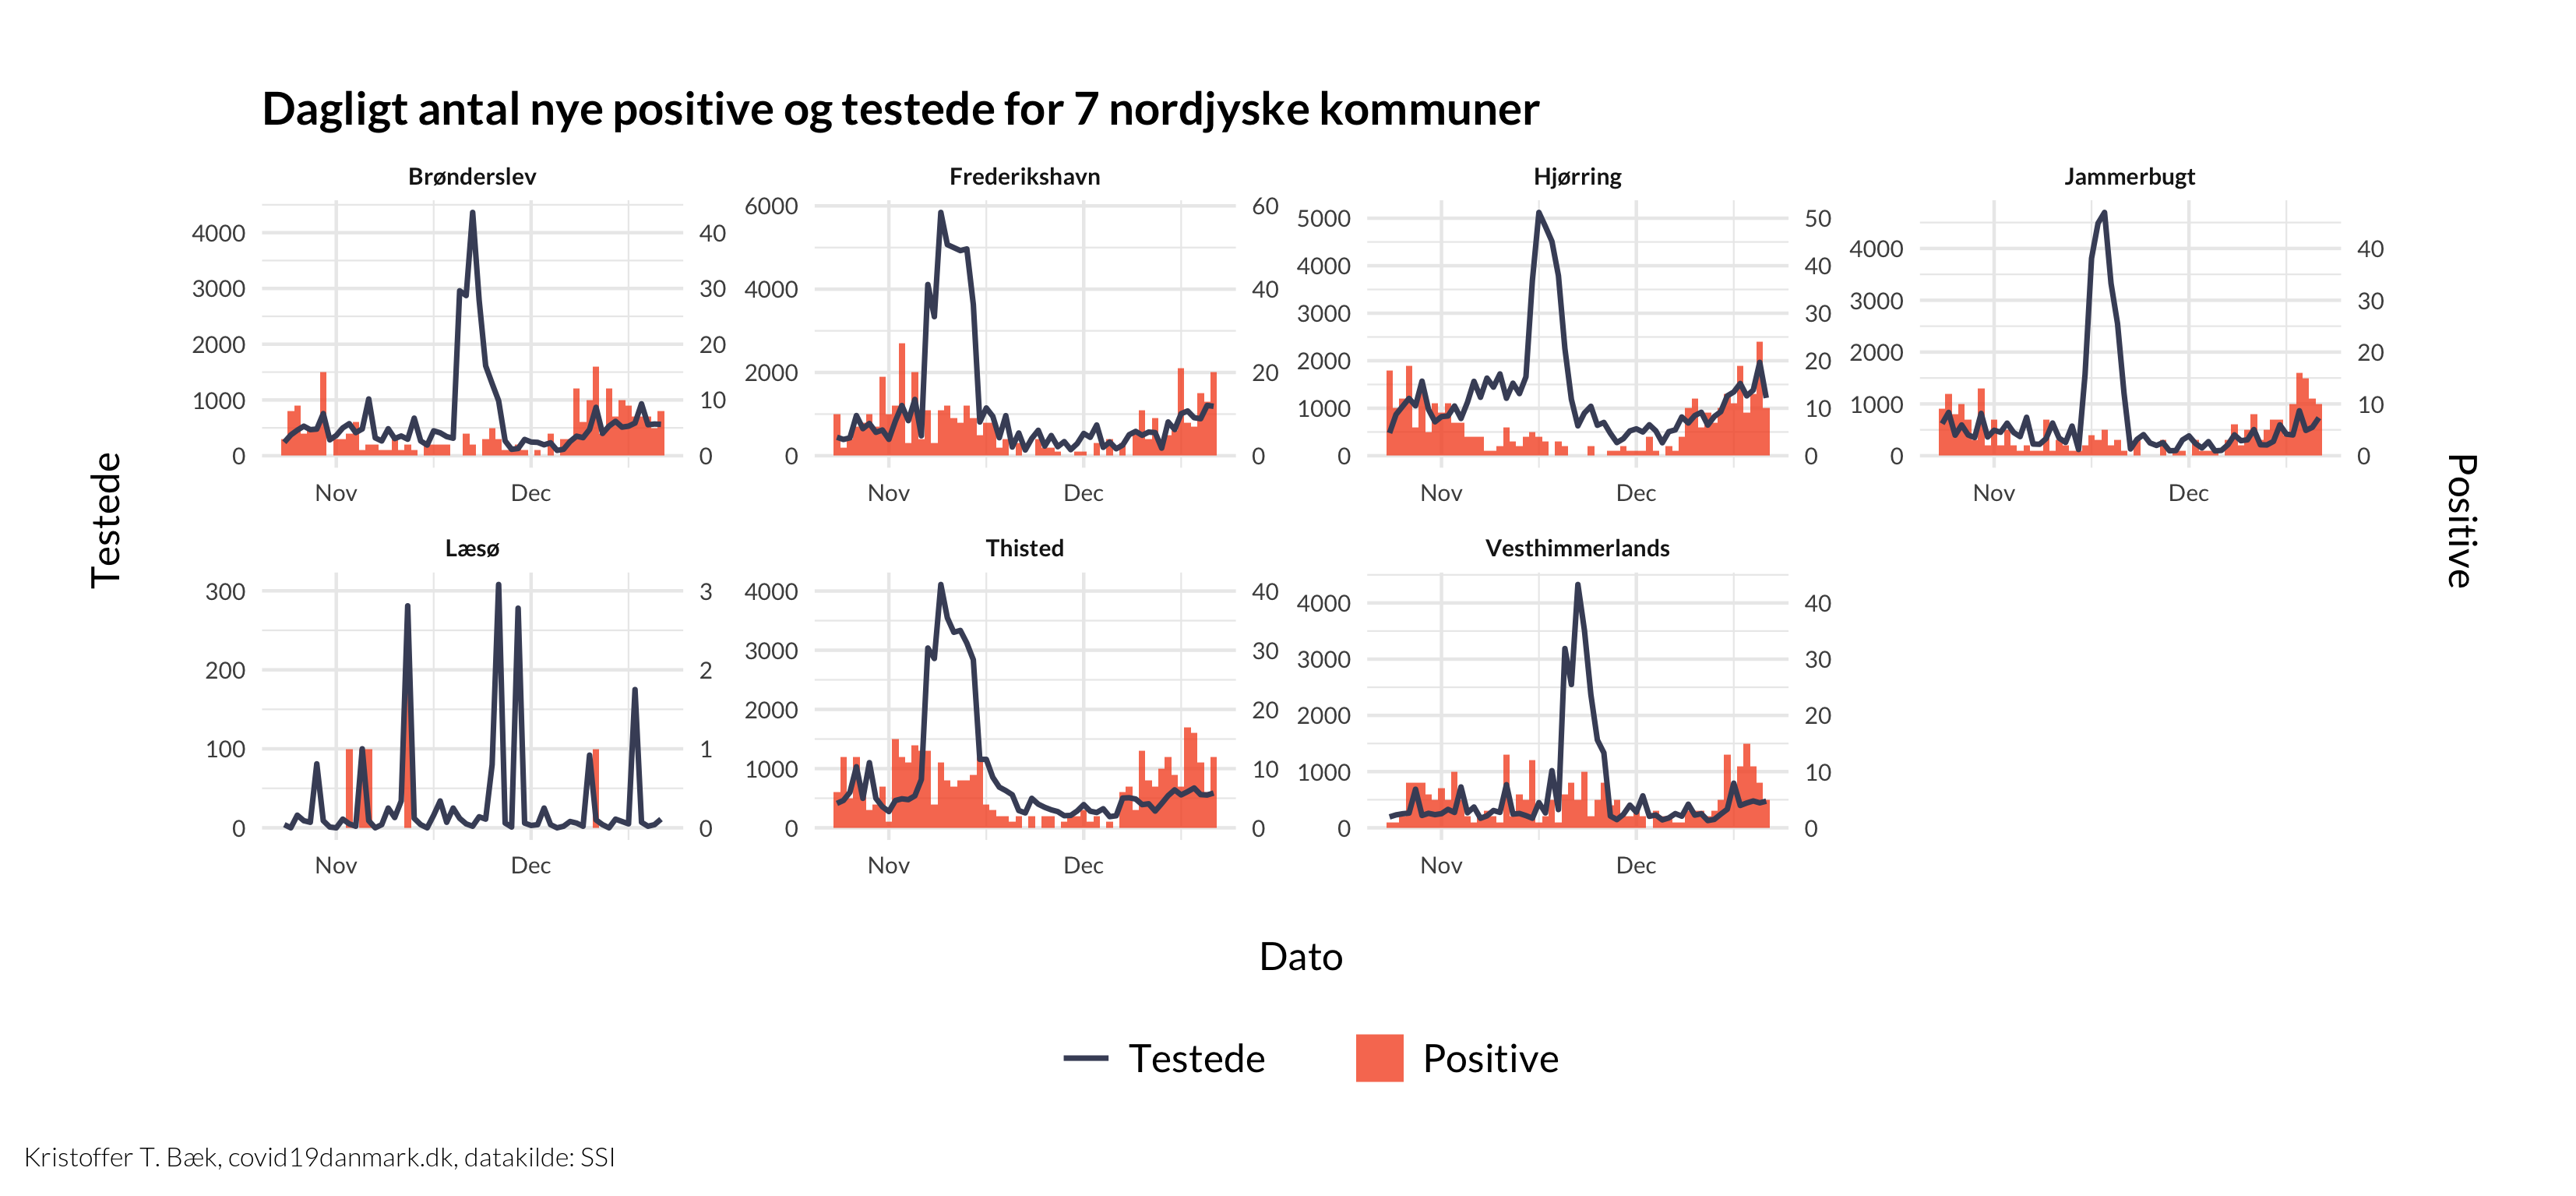 Dagligt antal nye positive og testede for 7 nordjyske kommuner
Brønderslev
Frederikshavn
Hjørring
Jammerbugt
4000
3000
2000
1000
0
40
30
20
10
0
Nov
Dec
6000
4000
2000
0
60
40
20
0
Nov
Dec
5000
4000
3000
2000
1000
0
50
40
30
20
10
0
Nov
Dec
4000
3000
2000
1000
0
40
30
20
10
0
Nov
Dec
Testede
Positive
Læsø
Thisted
Vesthimmerlands
300
200
100
0
3
2
1
0
Nov
Dec
4000
3000
2000
1000
0
40
30
20
10
0
Nov
Dec
4000
3000
2000
1000
0
40
30
20
10
0
Nov
Dec
Dato
Testede
Positive
Kristoffer T. Bæk, covid19danmark.dk, datakilde: SSI